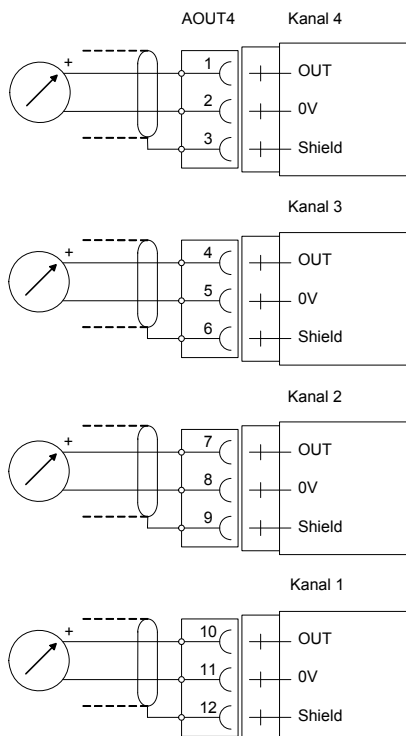 AOUT4 Kanal 4
+ 1 OUT
2 0V
3 Shield
Kanal 3
+ 4 OUT
5 0V
6 Shield
Kanal 2
+ 7 OUT
8 0V
9 Shield
Kanal 1
+ 10 OUT
11 0V
12 Shield